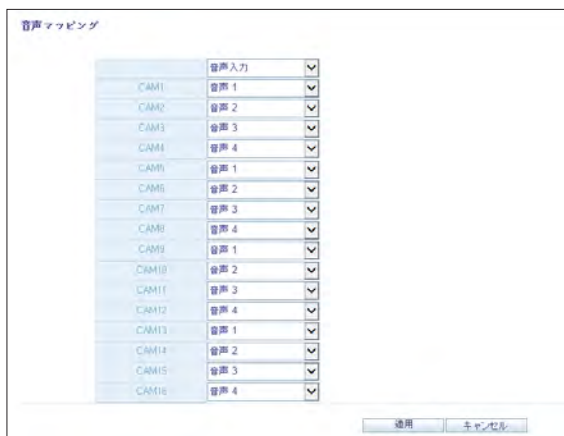 音声マッピング
音声入力
CAM1 音声 1
CAM2 音声 2
CAM3 音声 3
CAM4 音声 4
CAM5 音声 1
CAM6 音声 2
CAM7 音声 3
CAM8 音声 4
CAM9 音声 1
CAM10 音声 2
CAM11 音声 3
CAM12 音声 4
CAM13 音声 1
CAM14 音声 2
CAM15 音声 3
CAM16 音声 4
適用 キャンセル